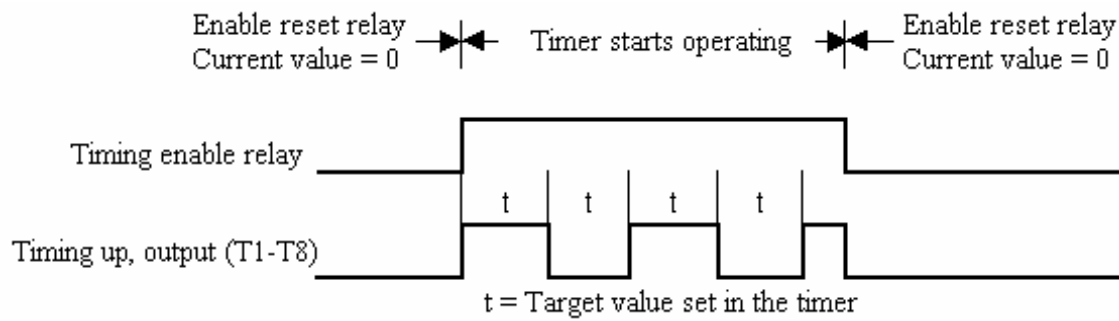 Enable reset relay
Current value = 0
Timer starts operating
Enable reset relay
Current value = 0
Timing enable relay
t
t
t
t
Timing up, output (T1-T8)
t = Target value set in the timer